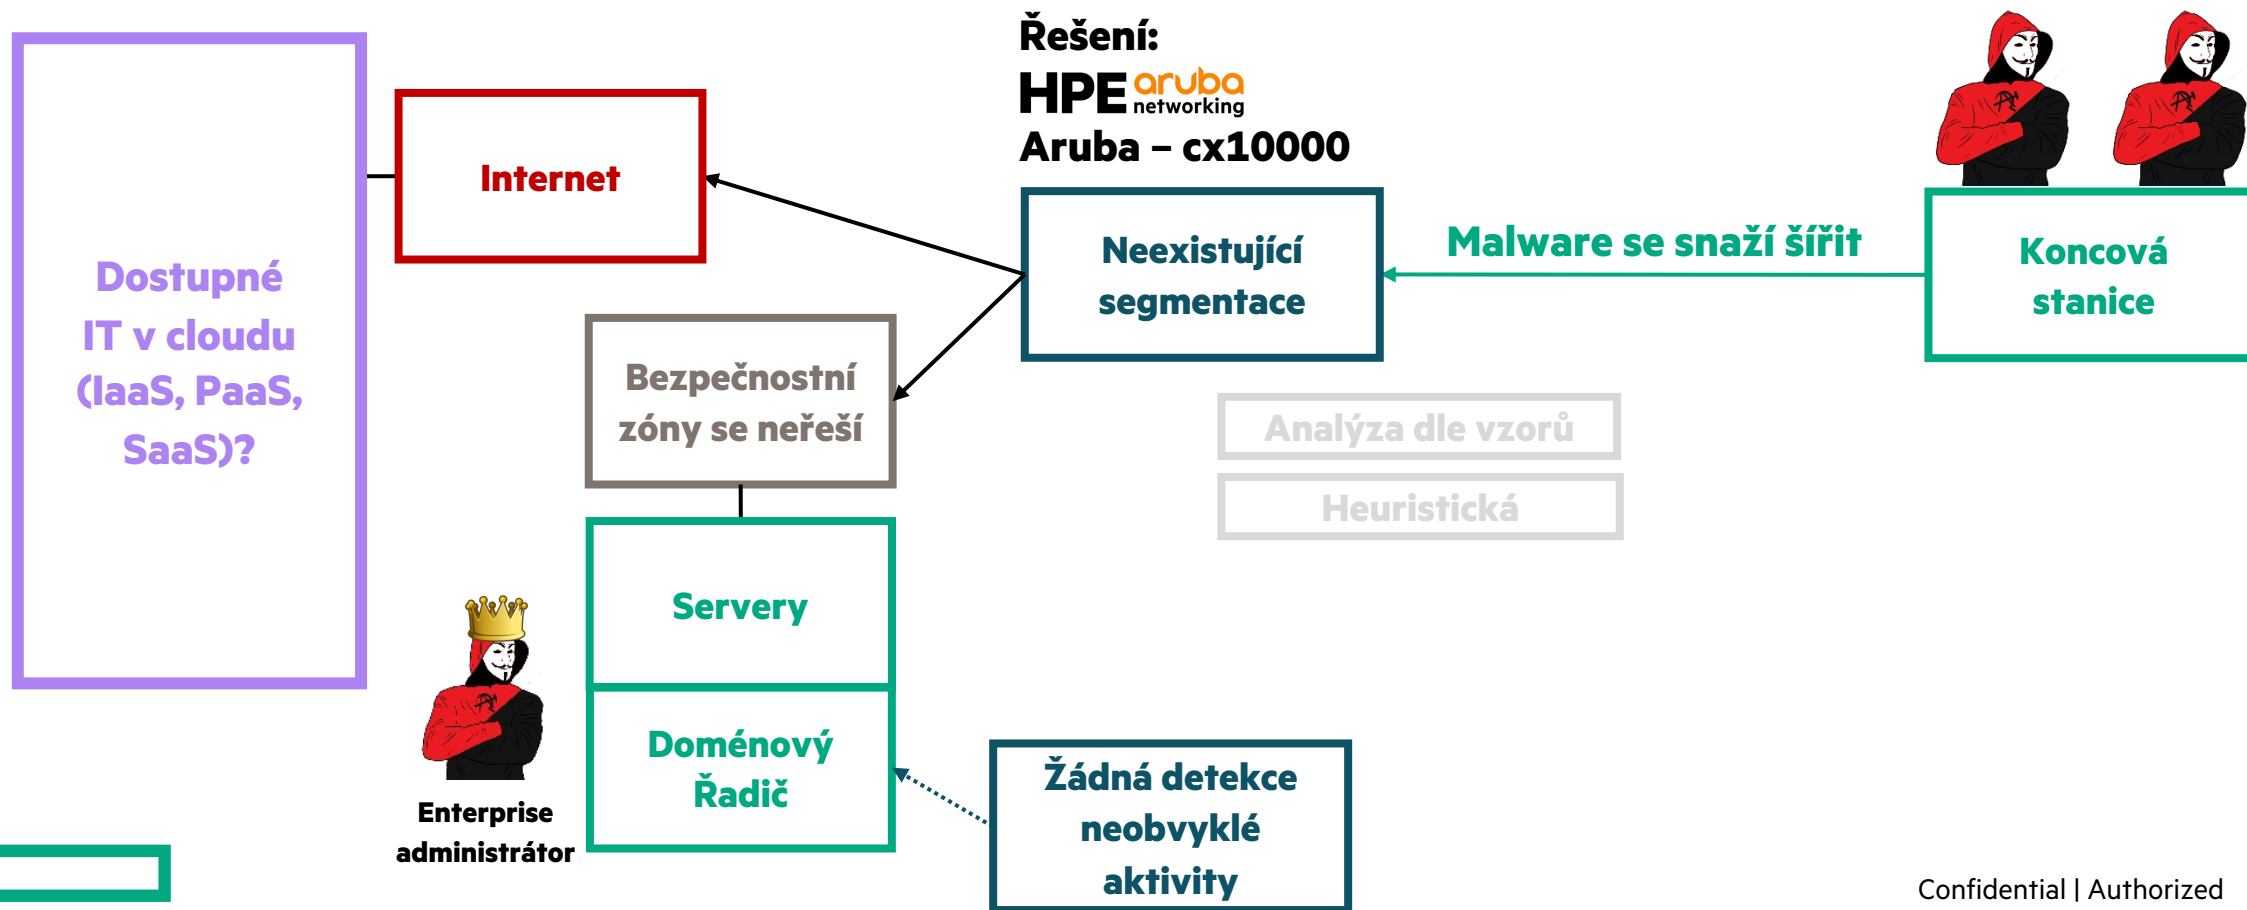 Řešení:
HPE aruba
networking
Aruba – cx10000
Internet
Dostupné
IT v cloudu
(IaaS, PaaS,
SaaS)?
Neexistující
segmentace
Malware se snaží šířit
Koncová
stanice
Bezpečnostní
zóny se neřeší
Analýza dle vzorů
Heuristická
Servery
Doménový
Řadič
Enterprise
administrátor
Žádná detekce
neobvyklé
aktivity
Confidential | Authorized